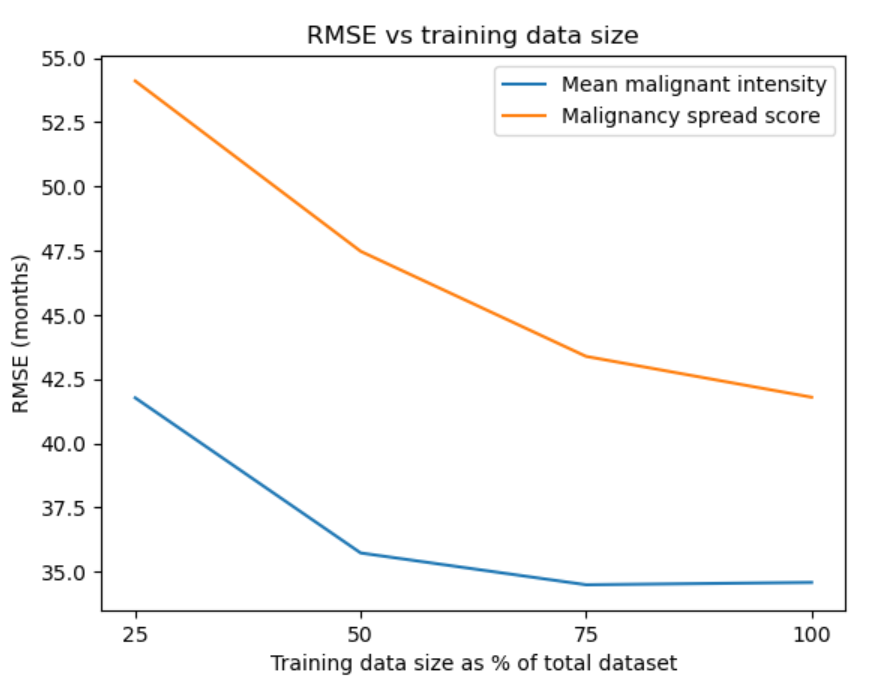 RMSE vs training data size
Mean malignant intensity
Malignancy spread score
RMSE (months)
55.0
52.5
50.0
47.5
45.0
42.5
40.0
37.5
35.0
25 50 75 100
Training data size as % of total dataset